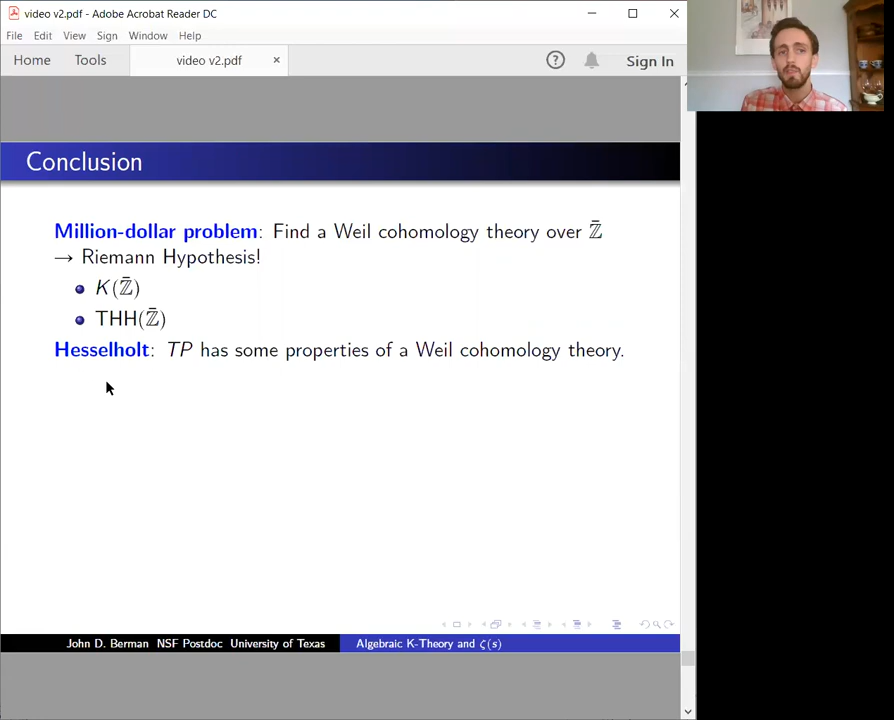 video v2.pdf - Adobe Acrobat Reader DC
File Edit View Sign Window Help
Home Tools video v2.pdf × ? Sign In
Conclusion
Million-dollar problem: Find a Weil cohomology theory over Z̄
→ Riemann Hypothesis!
K(Z̄)
THH(Z̄)
Hesselholt: TP has some properties of a Weil cohomology theory.
John D. Berman NSF Postdoc University of Texas Algebraic K-Theory and ζ(s)